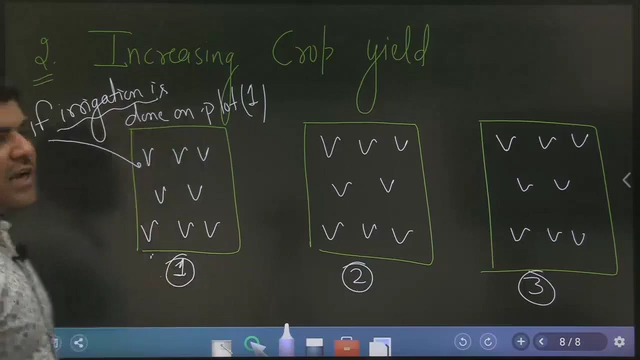 2. Increasing Crop yield
If irrigation is
done on plot (1)
1 2 3
8 / 8